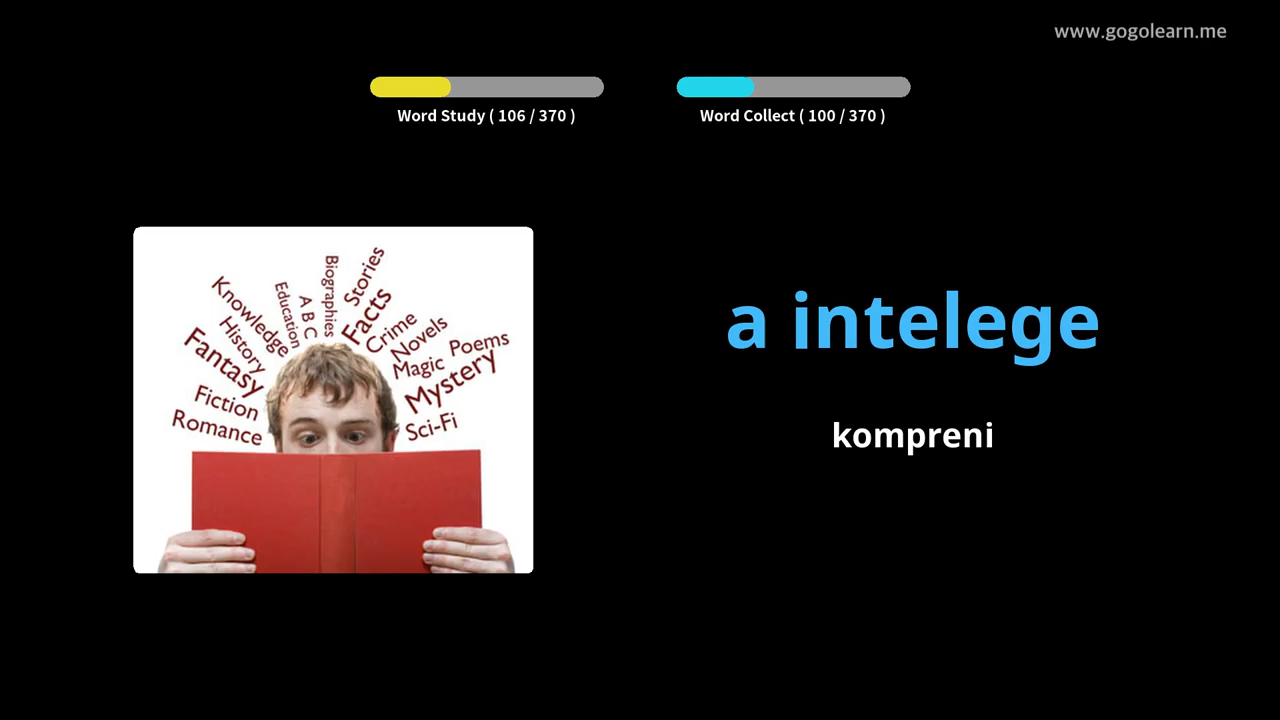 www.gogolearn.me
Word Study ( 106 / 370 )
Word Collect ( 100 / 370 )
Biographies
Stories
Education
A B C
Facts
Knowledge
Crime
History
Novels
Fantasy
Magic
Poems
Mystery
Fiction
Romance
Sci-Fi
a intelege
kompreni